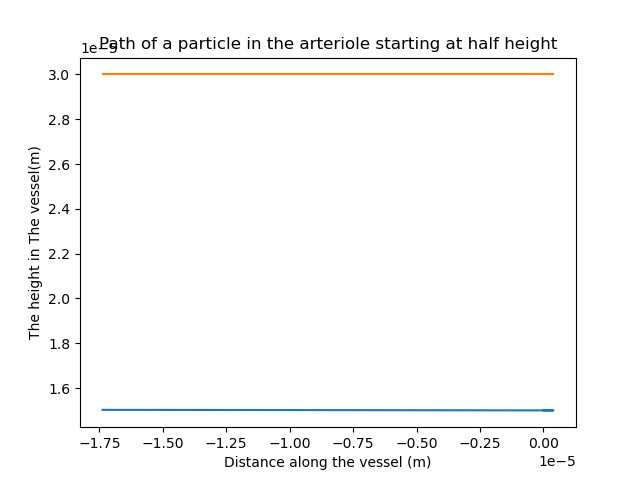 Path of a particle in the arteriole starting at half height
1e−5
3.0
2.8
2.6
2.4
2.2
2.0
1.8
1.6
The height in The vessel(m)
−1.75 −1.50 −1.25 −1.00 −0.75 −0.50 −0.25 0.00
1e−5
Distance along the vessel (m)